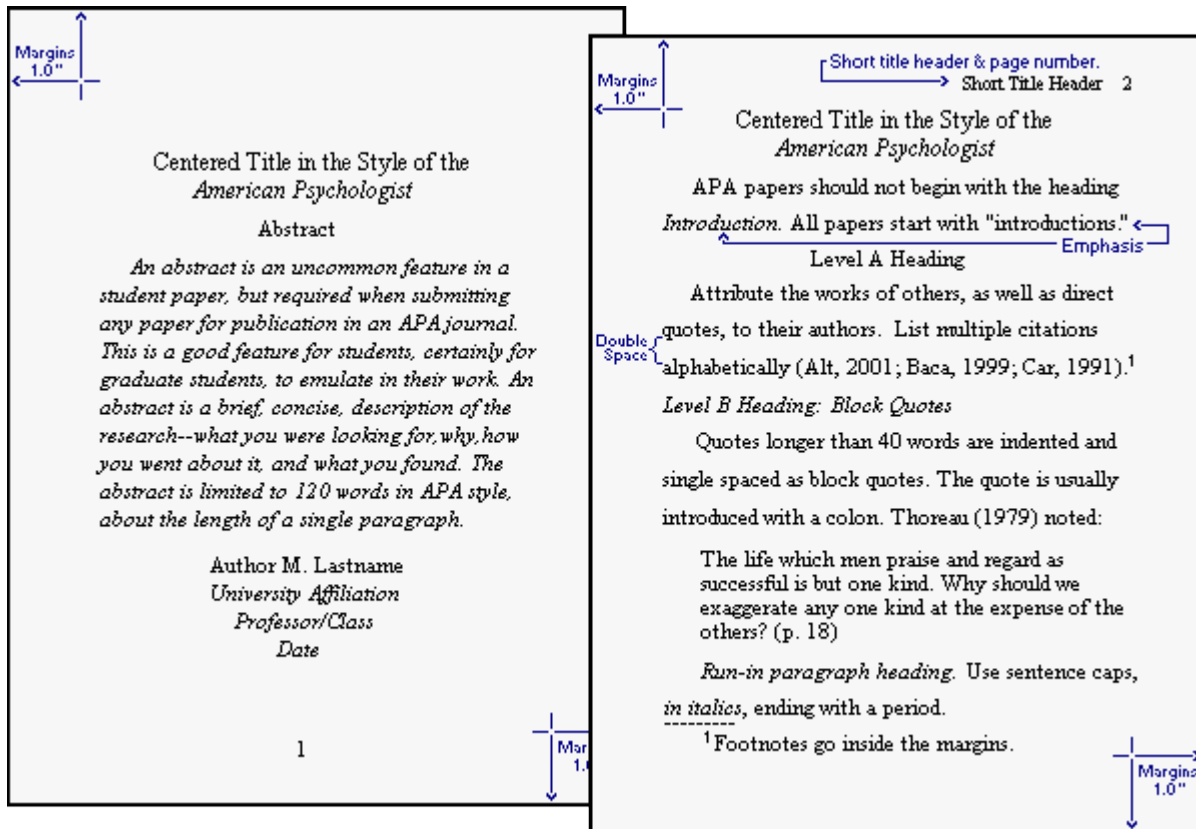 Margins
1.0"
Centered Title in the Style of the
American Psychologist
Abstract
An abstract is an uncommon feature in a
student paper, but required when submitting
any paper for publication in an APA journal.
This is a good feature for students, certainly for
graduate students, to emulate in their work. An
abstract is a brief, concise, description of the
research--what you were looking for, why, how
you went about it, and what you found. The
abstract is limited to 120 words in APA style,
about the length of a single paragraph.
Author M. Lastname
University Affiliation
Professor/Class
Date
1
Mar
1.
Margins
1.0"
Short title header & page number.
Short Title Header 2
Centered Title in the Style of the
American Psychologist
APA papers should not begin with the heading
Introduction. All papers start with "introductions."
Emphasis
Level A Heading
Attribute the works of others, as well as direct
quotes, to their authors. List multiple citations
Double
Space
alphabetically (Alt, 2001; Baca, 1999; Car, 1991).¹
Level B Heading: Block Quotes
Quotes longer than 40 words are indented and
single spaced as block quotes. The quote is usually
introduced with a colon. Thoreau (1979) noted:
The life which men praise and regard as
successful is but one kind. Why should we
exaggerate any one kind at the expense of the
others? (p. 18)
Run-in paragraph heading. Use sentence caps,
in italics, ending with a period.
¹Footnotes go inside the margins.
Margins
1.0"